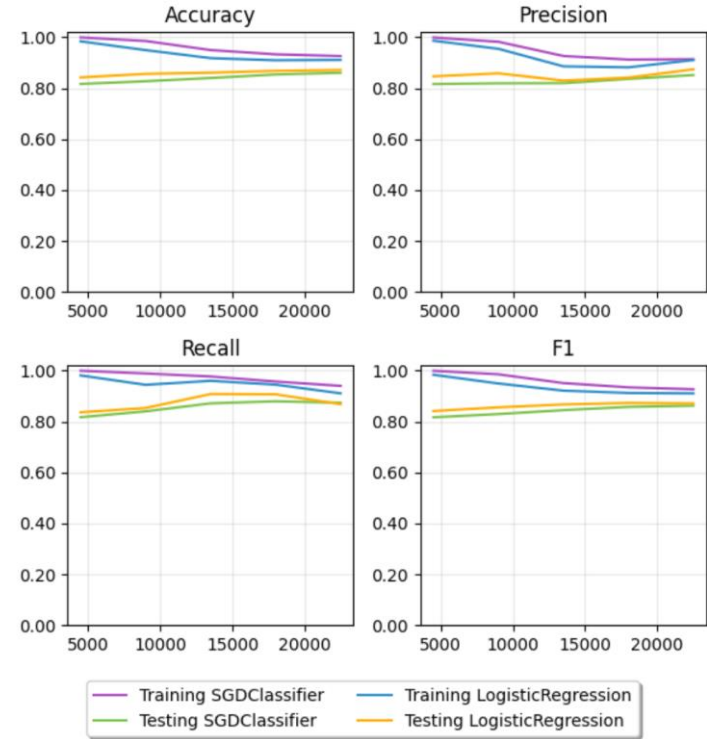 Accuracy
Precision
1.00
0.80
0.60
0.40
0.20
0.00
5000 10000 15000 20000
1.00
0.80
0.60
0.40
0.20
0.00
5000 10000 15000 20000
Recall
F1
1.00
0.80
0.60
0.40
0.20
0.00
5000 10000 15000 20000
1.00
0.80
0.60
0.40
0.20
0.00
5000 10000 15000 20000
Training SGDClassifier
Training LogisticRegression
Testing SGDClassifier
Testing LogisticRegression